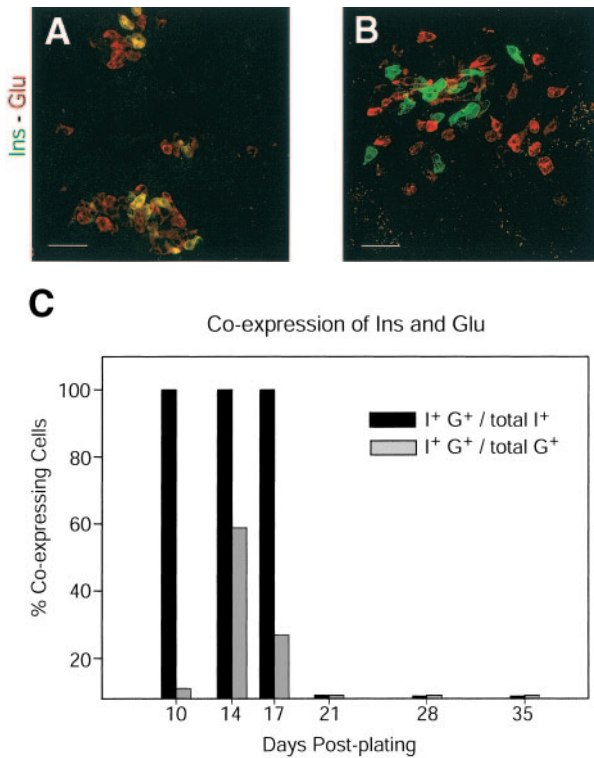 A
B
Ins - Glu
C
Co-expression of Ins and Glu
100
80
60
40
20
I+ G+ / total I+
I+ G+ / total G+
% Co-expressing Cells
10 14 17 21 28 35
Days Post-plating